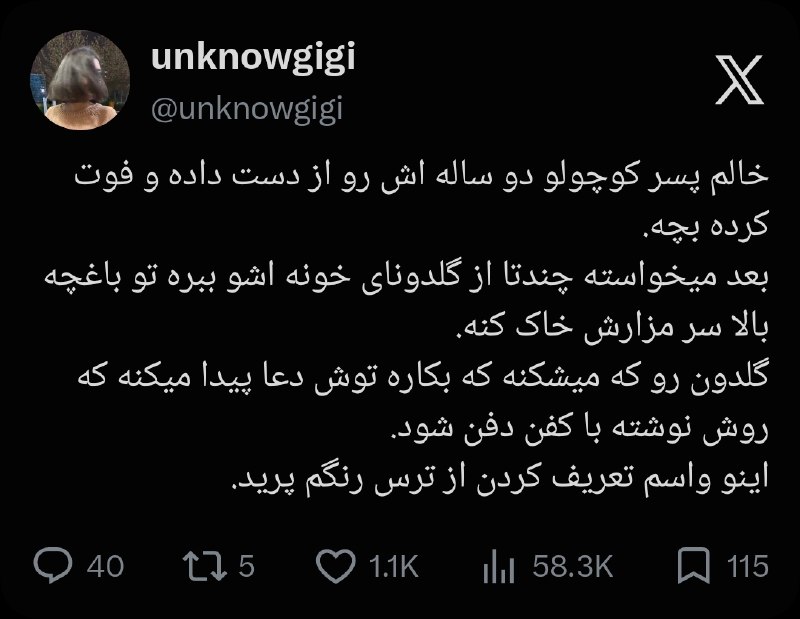 unknowgigi
@unknowgigi
خالم پسر کوچولو دو ساله اش رو از دست داده و فوت
کرده بچه.
بعد میخواسته چندتا از گلدونای خونه اشو ببره تو باغچه
بالا سر مزارش خاک کنه.
گلدون رو که میشکنه که بکاره توش دعا پیدا میکنه که
روش نوشته با کفن دفن شود.
اینو واسم تعریف کردن از ترس رنگم پرید.
40 5 1.1K 58.3K 115